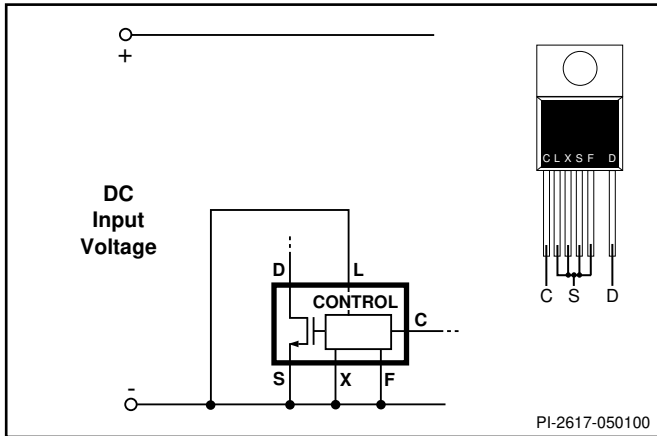 +
DC
Input
Voltage
D
L
CONTROL
C
S
X
F
-
C L X S F D
C S D
PI-2617-050100